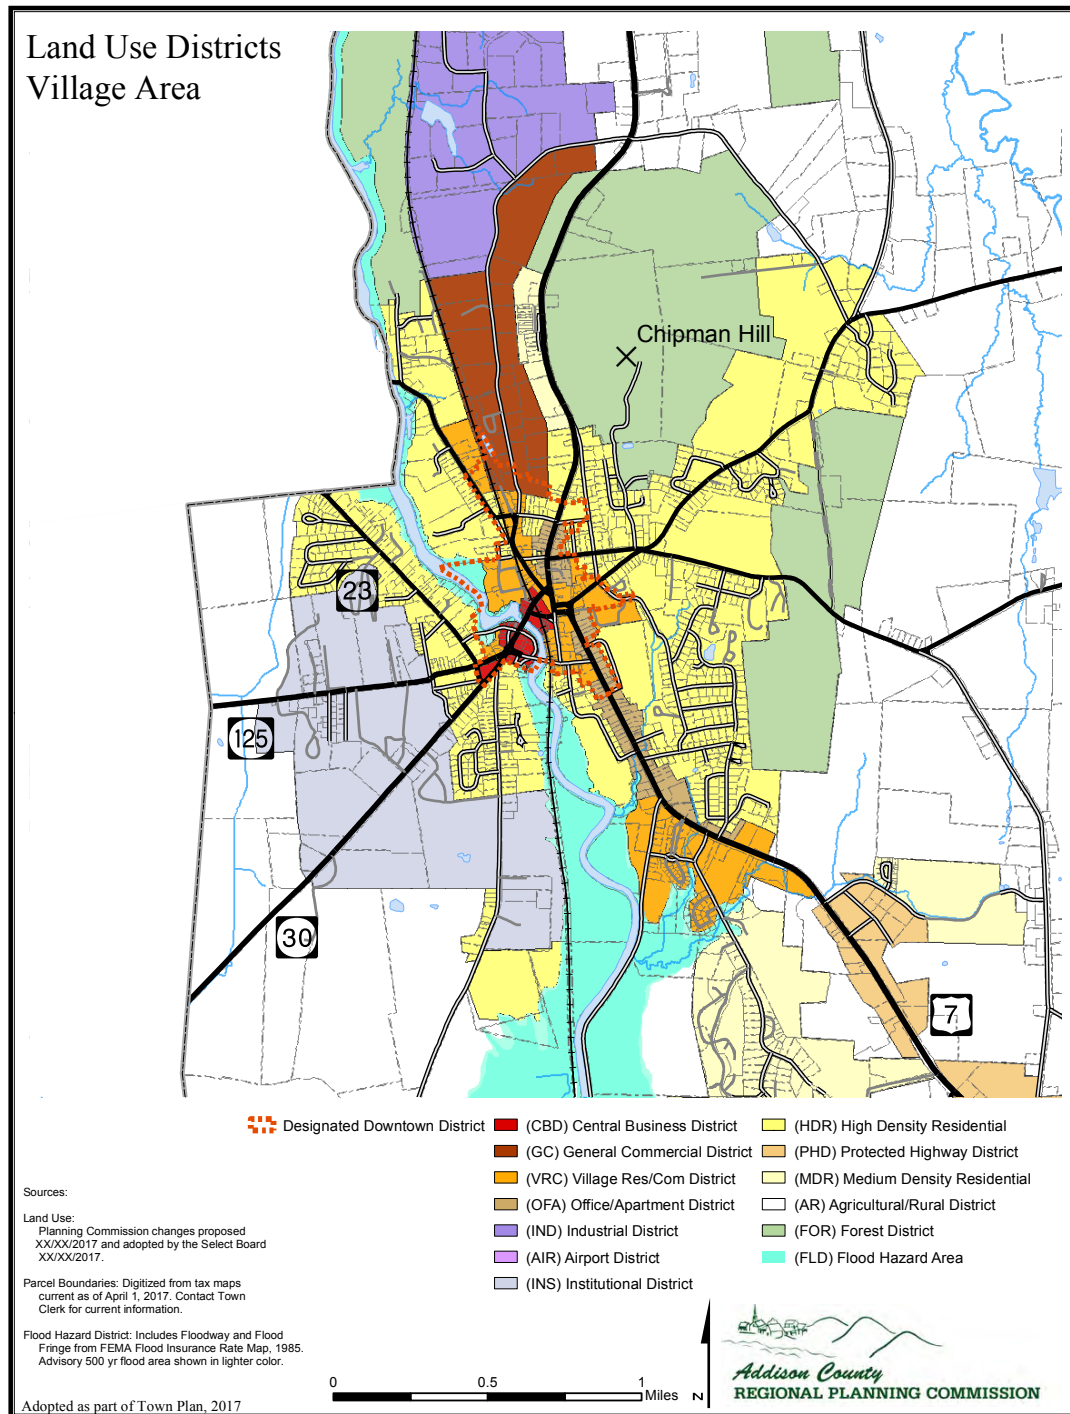 Land Use Districts
Village Area
Chipman Hill
23
125
30
7
Designated Downtown District
(CBD) Central Business District
(GC) General Commercial District
(VRC) Village Res/Com District
(OFA) Office/Apartment District
(IND) Industrial District
(AIR) Airport District
(INS) Institutional District
(HDR) High Density Residential
(PHD) Protected Highway District
(MDR) Medium Density Residential
(AR) Agricultural/Rural District
(FOR) Forest District
(FLD) Flood Hazard Area
Sources:
Land Use:
Planning Commission changes proposed
XX/XX/2017 and adopted by the Select Board
XX/XX/2017.
Parcel Boundaries: Digitized from tax maps
current as of April 1, 2017. Contact Town
Clerk for current information.
Flood Hazard District: Includes Floodway and Flood
Fringe from FEMA Flood Insurance Rate Map, 1985.
Advisory 500 yr flood area shown in lighter color.
Adopted as part of Town Plan, 2017
0 0.5 1
Miles
N
Addison County
REGIONAL PLANNING COMMISSION